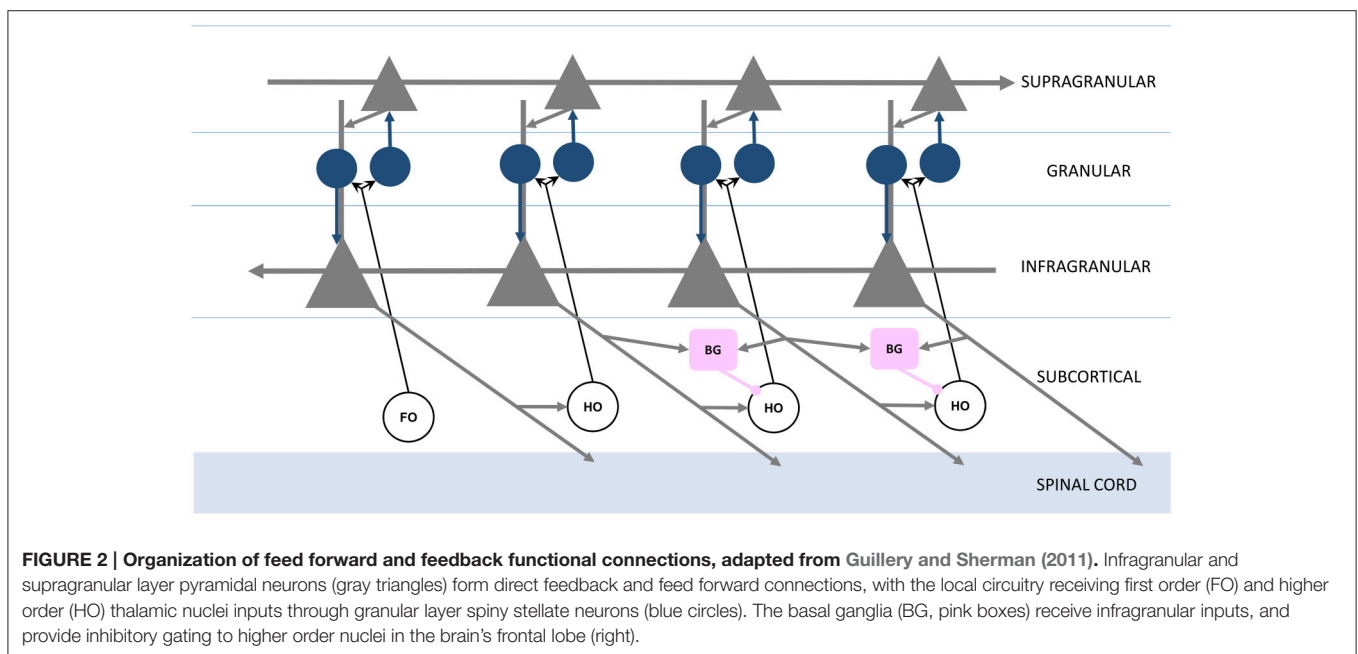 SUPRAGRANULAR
GRANULAR
INFRAGRANULAR
BG
BG
SUBCORTICAL
FO
HO
HO
HO
SPINAL CORD
FIGURE 2 | Organization of feed forward and feedback functional connections, adapted from Guillery and Sherman (2011). Infragranular and
supragranular layer pyramidal neurons (gray triangles) form direct feedback and feed forward connections, with the local circuitry receiving first order (FO) and higher
order (HO) thalamic nuclei inputs through granular layer spiny stellate neurons (blue circles). The basal ganglia (BG, pink boxes) receive infragranular inputs, and
provide inhibitory gating to higher order nuclei in the brain's frontal lobe (right).